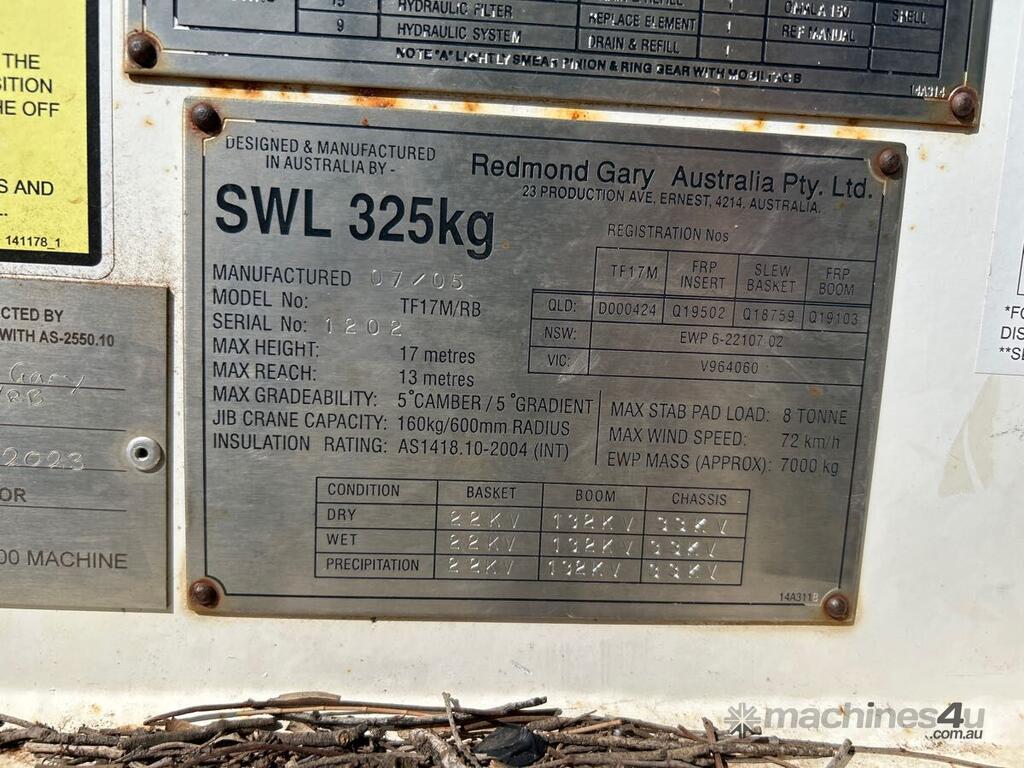 15 HYDRAULIC FILTER
REPLACE ELEMENT 1
SHELL
9 HYDRAULIC SYSTEM DRAIN & REFILL 1 REF MANUAL
NOTE "A" LIGHTLY SMEAR PINION & RING GEAR WITH MOBILTAC B
14A314
THE
SITION
HE OFF
S AND
141178_1
CTED BY
WITH AS-2550.10
Gary
RB
2023
OR
00 MACHINE
DESIGNED & MANUFACTURED
IN AUSTRALIA BY -
Redmond Gary Australia Pty. Ltd.
23 PRODUCTION AVE, ERNEST, 4214, AUSTRALIA.
SWL 325kg
REGISTRATION Nos
TF17M FRP INSERT SLEW BASKET FRP BOOM
QLD: D000424 Q19502 Q18759 Q19103
NSW: EWP 6-22107 02
VIC: V964060
MANUFACTURED 07/05
MODEL No: TF17M/RB
SERIAL No: 1202
MAX HEIGHT: 17 metres
MAX REACH: 13 metres
MAX GRADEABILITY: 5°CAMBER / 5°GRADIENT
JIB CRANE CAPACITY: 160kg/600mm RADIUS
INSULATION RATING: AS1418.10-2004 (INT)
MAX STAB PAD LOAD: 8 TONNE
MAX WIND SPEED: 72 km/h
EWP MASS (APPROX): 7000 kg
CONDITION BASKET BOOM CHASSIS
DRY 22KV 132KV 33KV
WET 22KV 132KV 33KV
PRECIPITATION 22KV 132KV 33KV
14A311B
*FO
DIS
**SE
machines4u
.com.au